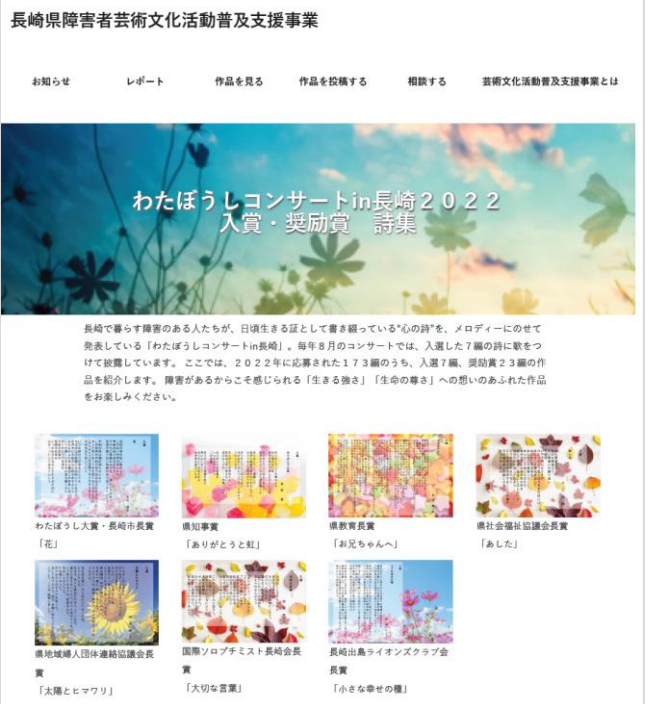 長崎県障害者芸術文化活動普及支援事業
お知らせ レポート 作品を見る 作品を投稿する 相談する 芸術文化活動普及支援事業とは
わたぼうしコンサートin長崎2022
入賞・奨励賞 詩集
長崎で暮らす障害のある人たちが、日頃生きる証として書き綴っている“心の詩”を、メロディーにのせて
発表している「わたぼうしコンサートin長崎」。毎年8月のコンサートでは、入選した7編の詩に歌をつ
けて披露しています。 ここでは、2022年に応募された173編のうち、入選7編、奨励賞23編の作
品を紹介します。 障害があるからこそ感じられる「生きる強さ」「生命の尊さ」への想いのあふれた作品
をお楽しみください。
わたぼうし大賞・長崎市長賞
「花」
県知事賞
「ありがとうと虹」
県教育長賞
「お兄ちゃんへ」
県社会福祉協議会長賞
「あした」
県地域婦人団体連絡協議会長
賞
「太陽とヒマワリ」
国際ソロプチミスト長崎会長
賞
「大切な言葉」
長崎出島ライオンズクラブ会
長賞
「小さな幸せの種」